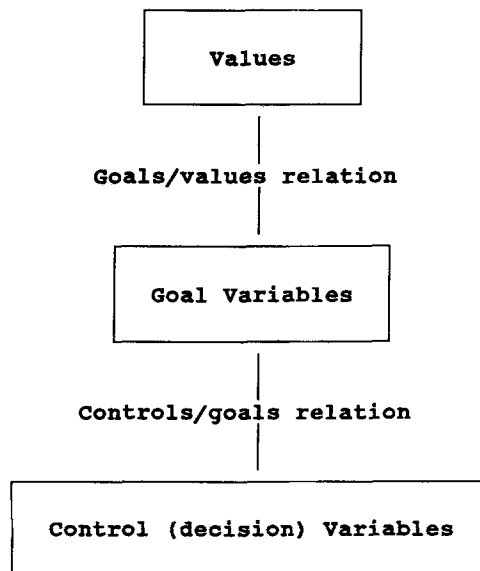 Values
Goals/values relation
Goal Variables
Controls/goals relation
Control (decision) Variables